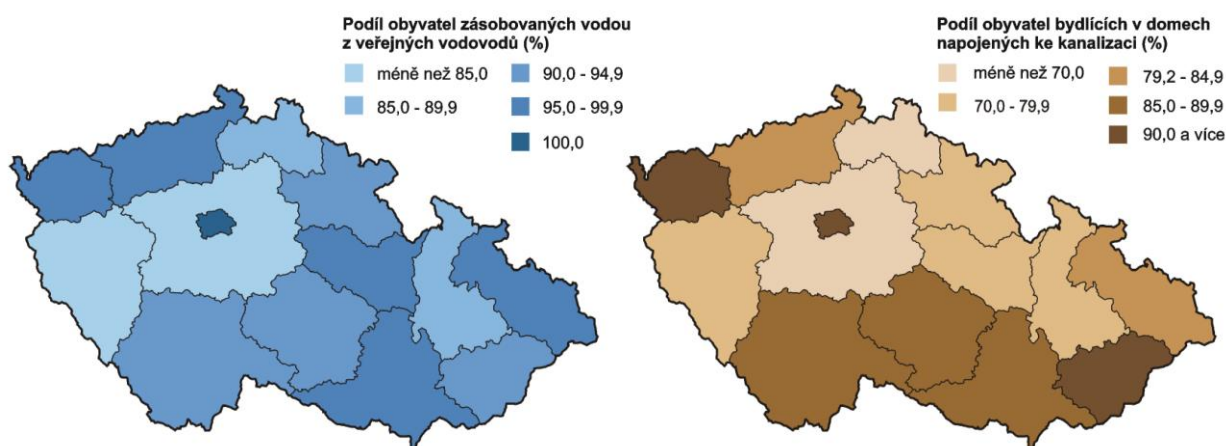 Podíl obyvatel zásobovaných vodou
z veřejných vodovodů (%)
méně než 85,0
85,0 - 89,9
90,0 - 94,9
95,0 - 99,9
100,0
Podíl obyvatel bydlících v domech
napojených ke kanalizaci (%)
méně než 70,0
70,0 - 79,9
79,2 - 84,9
85,0 - 89,9
90,0 a více